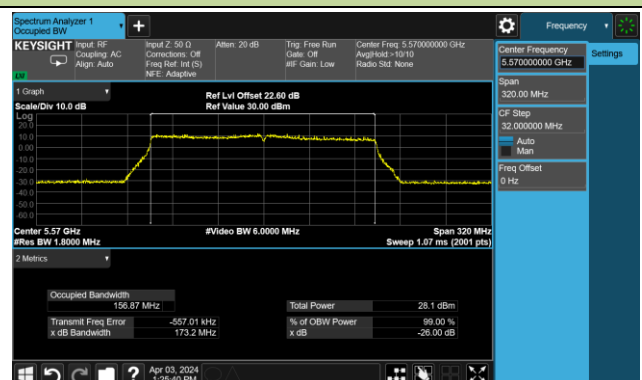 Spectrum Analyzer 1
Occupied BW
Frequency
KEYSIGHT
Input: RF
Coupling: AC
Align: Auto
Input Z: 50 Ω
Corrections: Off
Freq Ref: Int (S)
NFE: Adaptive
Atten: 20 dB
Trig: Free Run
Gate: Off
#IF Gain: Low
Center Freq: 5.570000000 GHz
Avg|Hold:>10/10
Radio Std: None
LV
Center Frequency
5.570000000 GHz
Settings
Span
320.00 MHz
CF Step
32.000000 MHz
Auto
Man
Freq Offset
0 Hz
1 Graph
Scale/Div 10.0 dB
Ref Lvl Offset 22.60 dB
Ref Value 30.00 dBm
Log
20.0
10.0
0.00
-10.0
-20.0
-30.0
-40.0
-50.0
-60.0
Center 5.57 GHz
#Video BW 6.0000 MHz
Span 320 MHz
#Res BW 1.8000 MHz
Sweep 1.07 ms (2001 pts)
2 Metrics
Occupied Bandwidth
156.87 MHz
Total Power 28.1 dBm
Transmit Freq Error -557.01 kHz
% of OBW Power 99.00 %
x dB Bandwidth 173.2 MHz
x dB -26.00 dB
?
Apr 03, 2024
1:25:40 PM